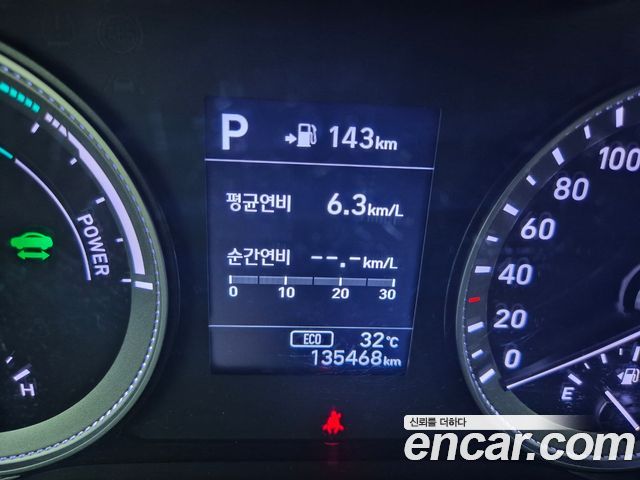 P 143km
평균연비 6.3km/L
순간연비 --.-km/L
0 10 20 30
ECO 32℃
135468km
POWER
100
80
60
40
20
0
E
신뢰를 더하다
encar.com